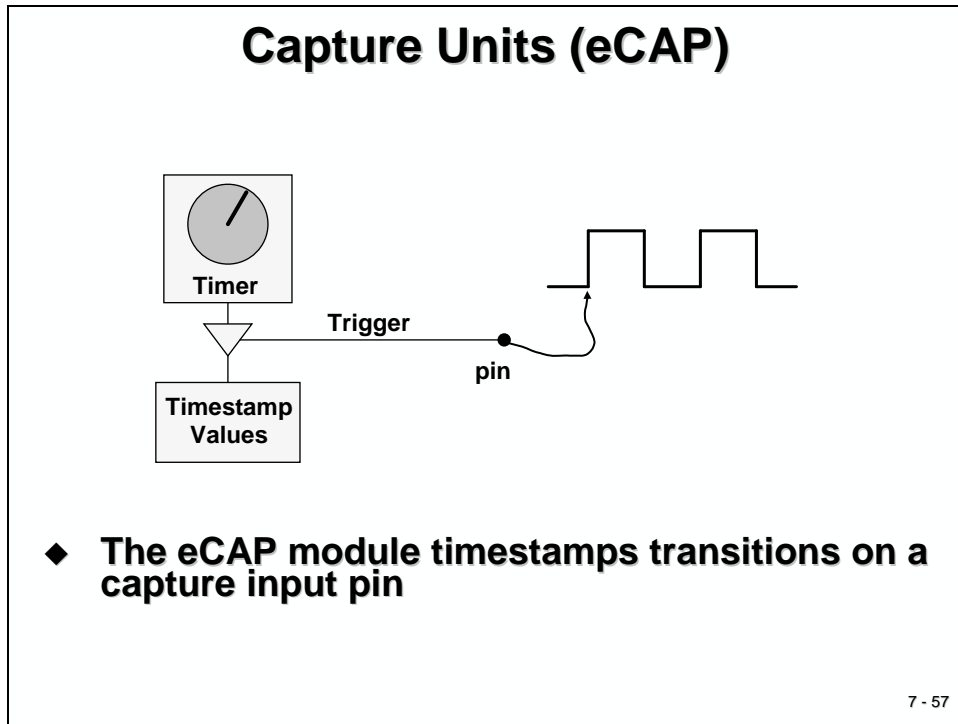 Capture Units (eCAP)
Timer
Trigger
pin
Timestamp
Values
◆ The eCAP module timestamps transitions on a
capture input pin
7 - 57